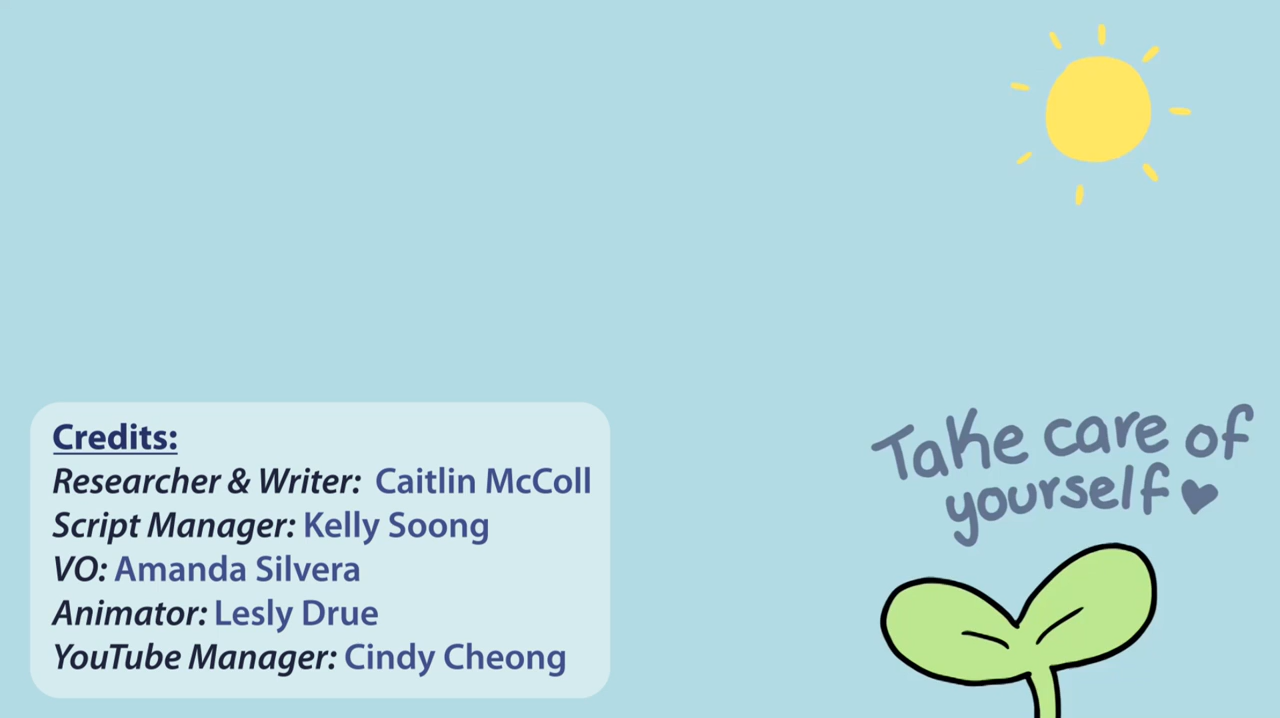 Credits:
Researcher & Writer: Caitlin McColl
Script Manager: Kelly Soong
VO: Amanda Silvera
Animator: Lesly Drue
YouTube Manager: Cindy Cheong
Take care of
yourself♥